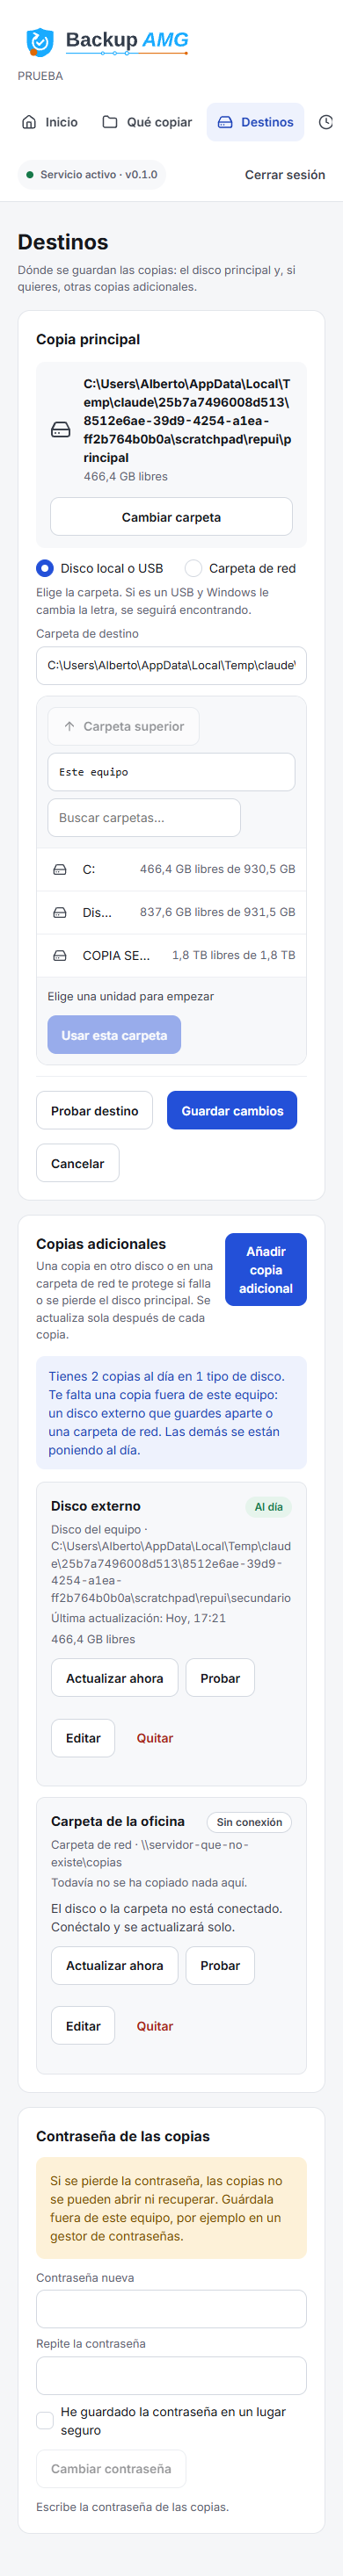 Backup AMG
PRUEBA
Inicio
Qué copiar
Destinos
Servicio activo · v0.1.0
Cerrar sesión
Destinos
Dónde se guardan las copias: el disco principal y, si
quieres, otras copias adicionales.
Copia principal
C:\Users\Alberto\AppData\Local\T
emp\claude\25b7a7496008d513\
8512e6ae-39d9-4254-a1ea-
ff2b764b0b0a\scratchpad\repui\p
rincipal
466,4 GB libres
Cambiar carpeta
Disco local o USB
Carpeta de red
Elige la carpeta. Si es un USB y Windows le
cambia la letra, se seguirá encontrando.
Carpeta de destino
C:\Users\Alberto\AppData\Local\Temp\claude\
Carpeta superior
Este equipo
Buscar carpetas...
C:
466,4 GB libres de 930,5 GB
Dis...
837,6 GB libres de 931,5 GB
COPIA SE...
1,8 TB libres de 1,8 TB
Elige una unidad para empezar
Usar esta carpeta
Probar destino
Guardar cambios
Cancelar
Copias adicionales
Una copia en otro disco o en una
carpeta de red te protege si falla
o se pierde el disco principal. Se
actualiza sola después de cada
copia.
Añadir
copia
adicional
Tienes 2 copias al día en 1 tipo de disco.
Te falta una copia fuera de este equipo:
un disco externo que guardes aparte o
una carpeta de red. Las demás se están
poniendo al día.
Disco externo
Al día
Disco del equipo ·
C:\Users\Alberto\AppData\Local\Temp\claud
e\25b7a7496008d513\8512e6ae-39d9-
4254-a1ea-
ff2b764b0b0a\scratchpad\repui\secundario
Última actualización: Hoy, 17:21
466,4 GB libres
Actualizar ahora
Probar
Editar
Quitar
Carpeta de la oficina
Sin conexión
Carpeta de red · \\servidor-que-no-
existe\copias
Todavía no se ha copiado nada aquí.
El disco o la carpeta no está conectado.
Conéctalo y se actualizará solo.
Actualizar ahora
Probar
Editar
Quitar
Contraseña de las copias
Si se pierde la contraseña, las copias no
se pueden abrir ni recuperar. Guárdala
fuera de este equipo, por ejemplo en un
gestor de contraseñas.
Contraseña nueva
Repite la contraseña
He guardado la contraseña en un lugar
seguro
Cambiar contraseña
Escribe la contraseña de las copias.